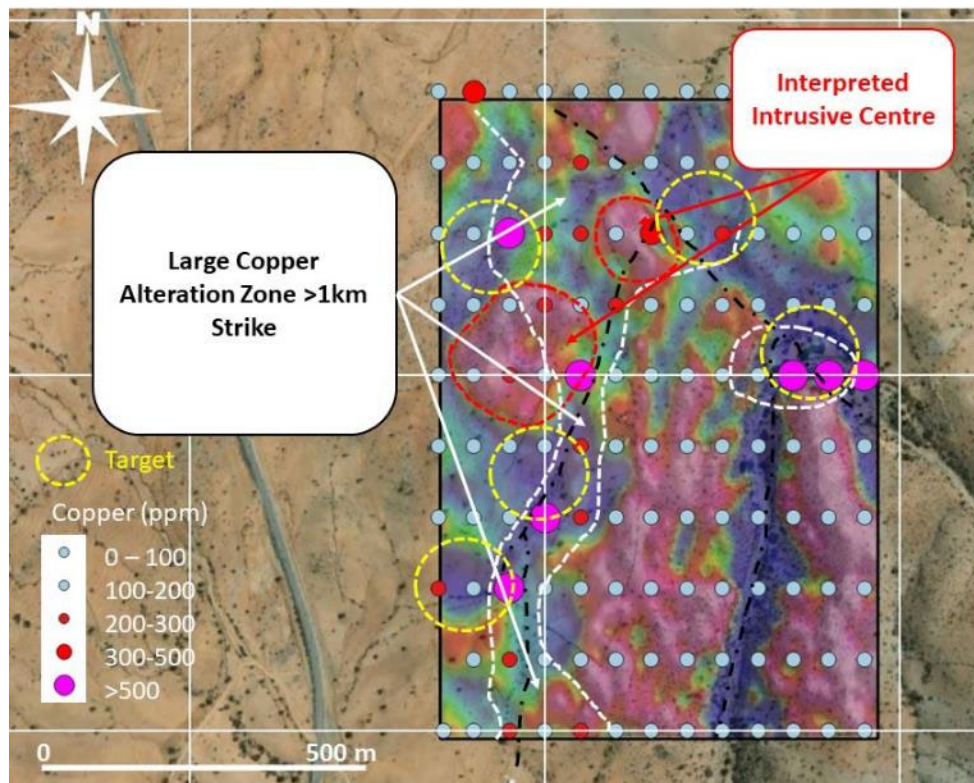 N
Interpreted
Intrusive Centre
Large Copper
Alteration Zone >1km
Strike
Target
Copper (ppm)
0 – 100
100-200
200-300
300-500
>500
0 500 m